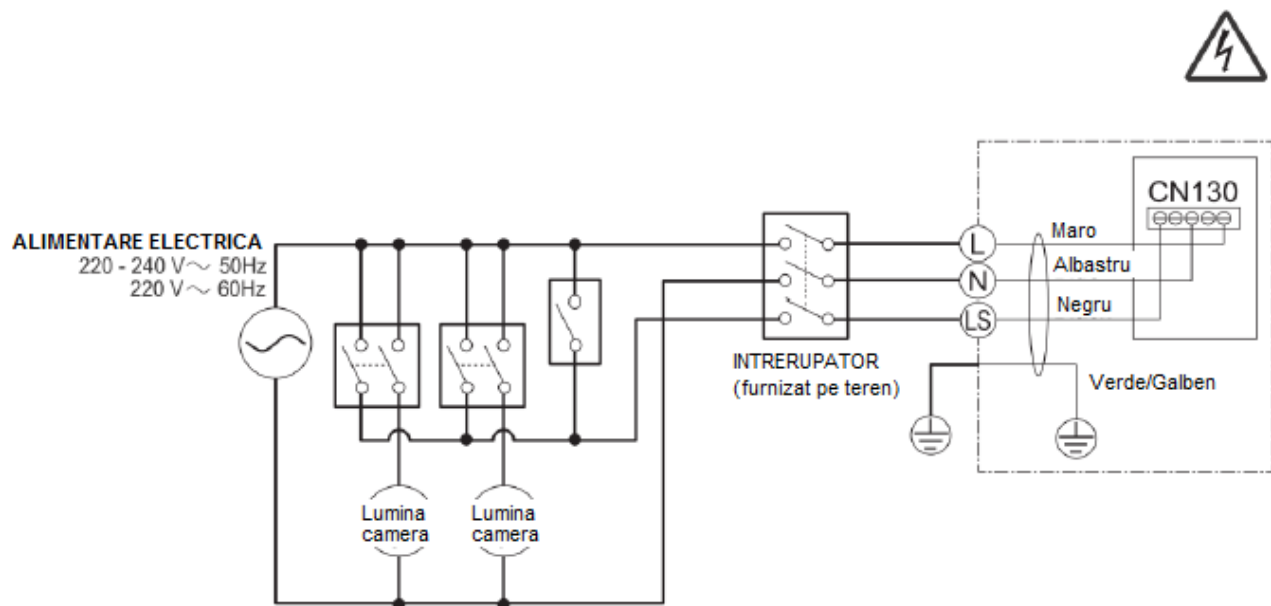 CN130
Maro
L
ALIMENTARE ELECTRICA
220 - 240 V～ 50Hz
Albastru
220 V～ 60Hz
N
Negru
LS
INTRERUPATOR
(furnizat pe teren)
Verde/Galben
Lumina
camera
Lumina
camera